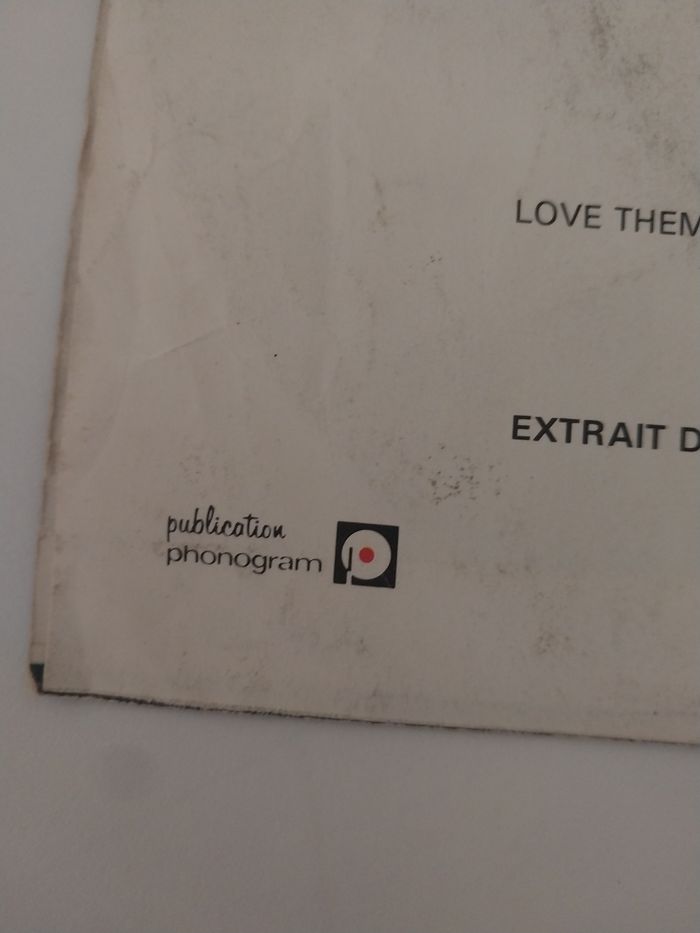 LOVE THEM
EXTRAIT D
publication
phonogram